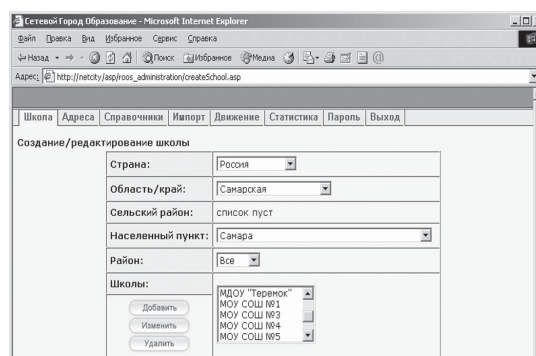 Сетевой Город Образование - Microsoft Internet Explorer
Файл Правка Вид Избранное Сервис Справка
Назад Поиск Избранное Медиа
Адрес: http://netcity/asp/roos_administration/createSchool.asp
Школа Адреса Справочники Импорт Движение Статистика Пароль Выход
Создание/редактирование школы
Страна: Россия
Область/край: Самарская
Сельский район: список пуст
Населенный пункт: Самара
Район: Все
Школы:
МДОУ "Теремок"
Добавить МОУ СОШ №1
МОУ СОШ №3
Изменить МОУ СОШ №4
Удалить МОУ СОШ №5